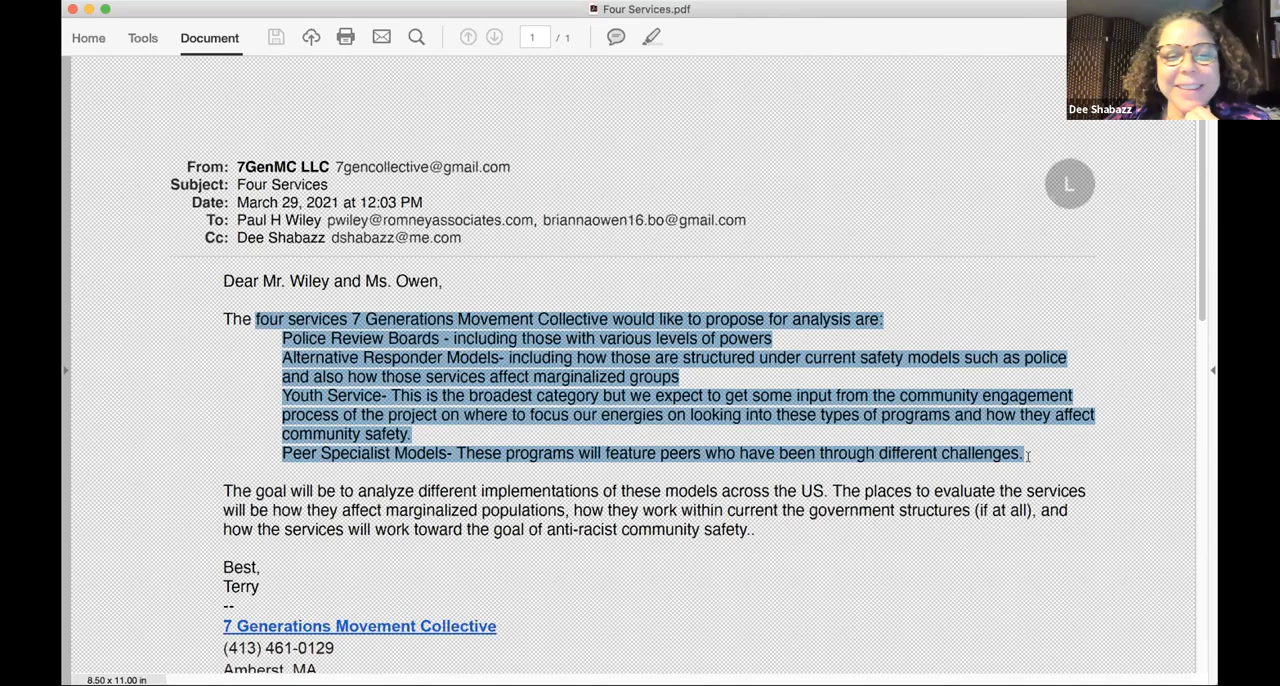 Four Services.pdf
Home Tools Document 1 / 1
Dee Shabazz
From: 7GenMC LLC 7gencollective@gmail.com
Subject: Four Services
Date: March 29, 2021 at 12:03 PM
To: Paul H Wiley pwiley@romneyassociates.com, briannaowen16.bo@gmail.com
Cc: Dee Shabazz dshabazz@me.com
L
Dear Mr. Wiley and Ms. Owen,
The four services 7 Generations Movement Collective would like to propose for analysis are:
Police Review Boards - including those with various levels of powers
Alternative Responder Models- including how those are structured under current safety models such as police
and also how those services affect marginalized groups
Youth Service- This is the broadest category but we expect to get some input from the community engagement
process of the project on where to focus our energies on looking into these types of programs and how they affect
community safety.
Peer Specialist Models- These programs will feature peers who have been through different challenges.
The goal will be to analyze different implementations of these models across the US. The places to evaluate the services
will be how they affect marginalized populations, how they work within current the government structures (if at all), and
how the services will work toward the goal of anti-racist community safety..
Best,
Terry
--
7 Generations Movement Collective
(413) 461-0129
Amherst, MA
8.50 x 11.00 in